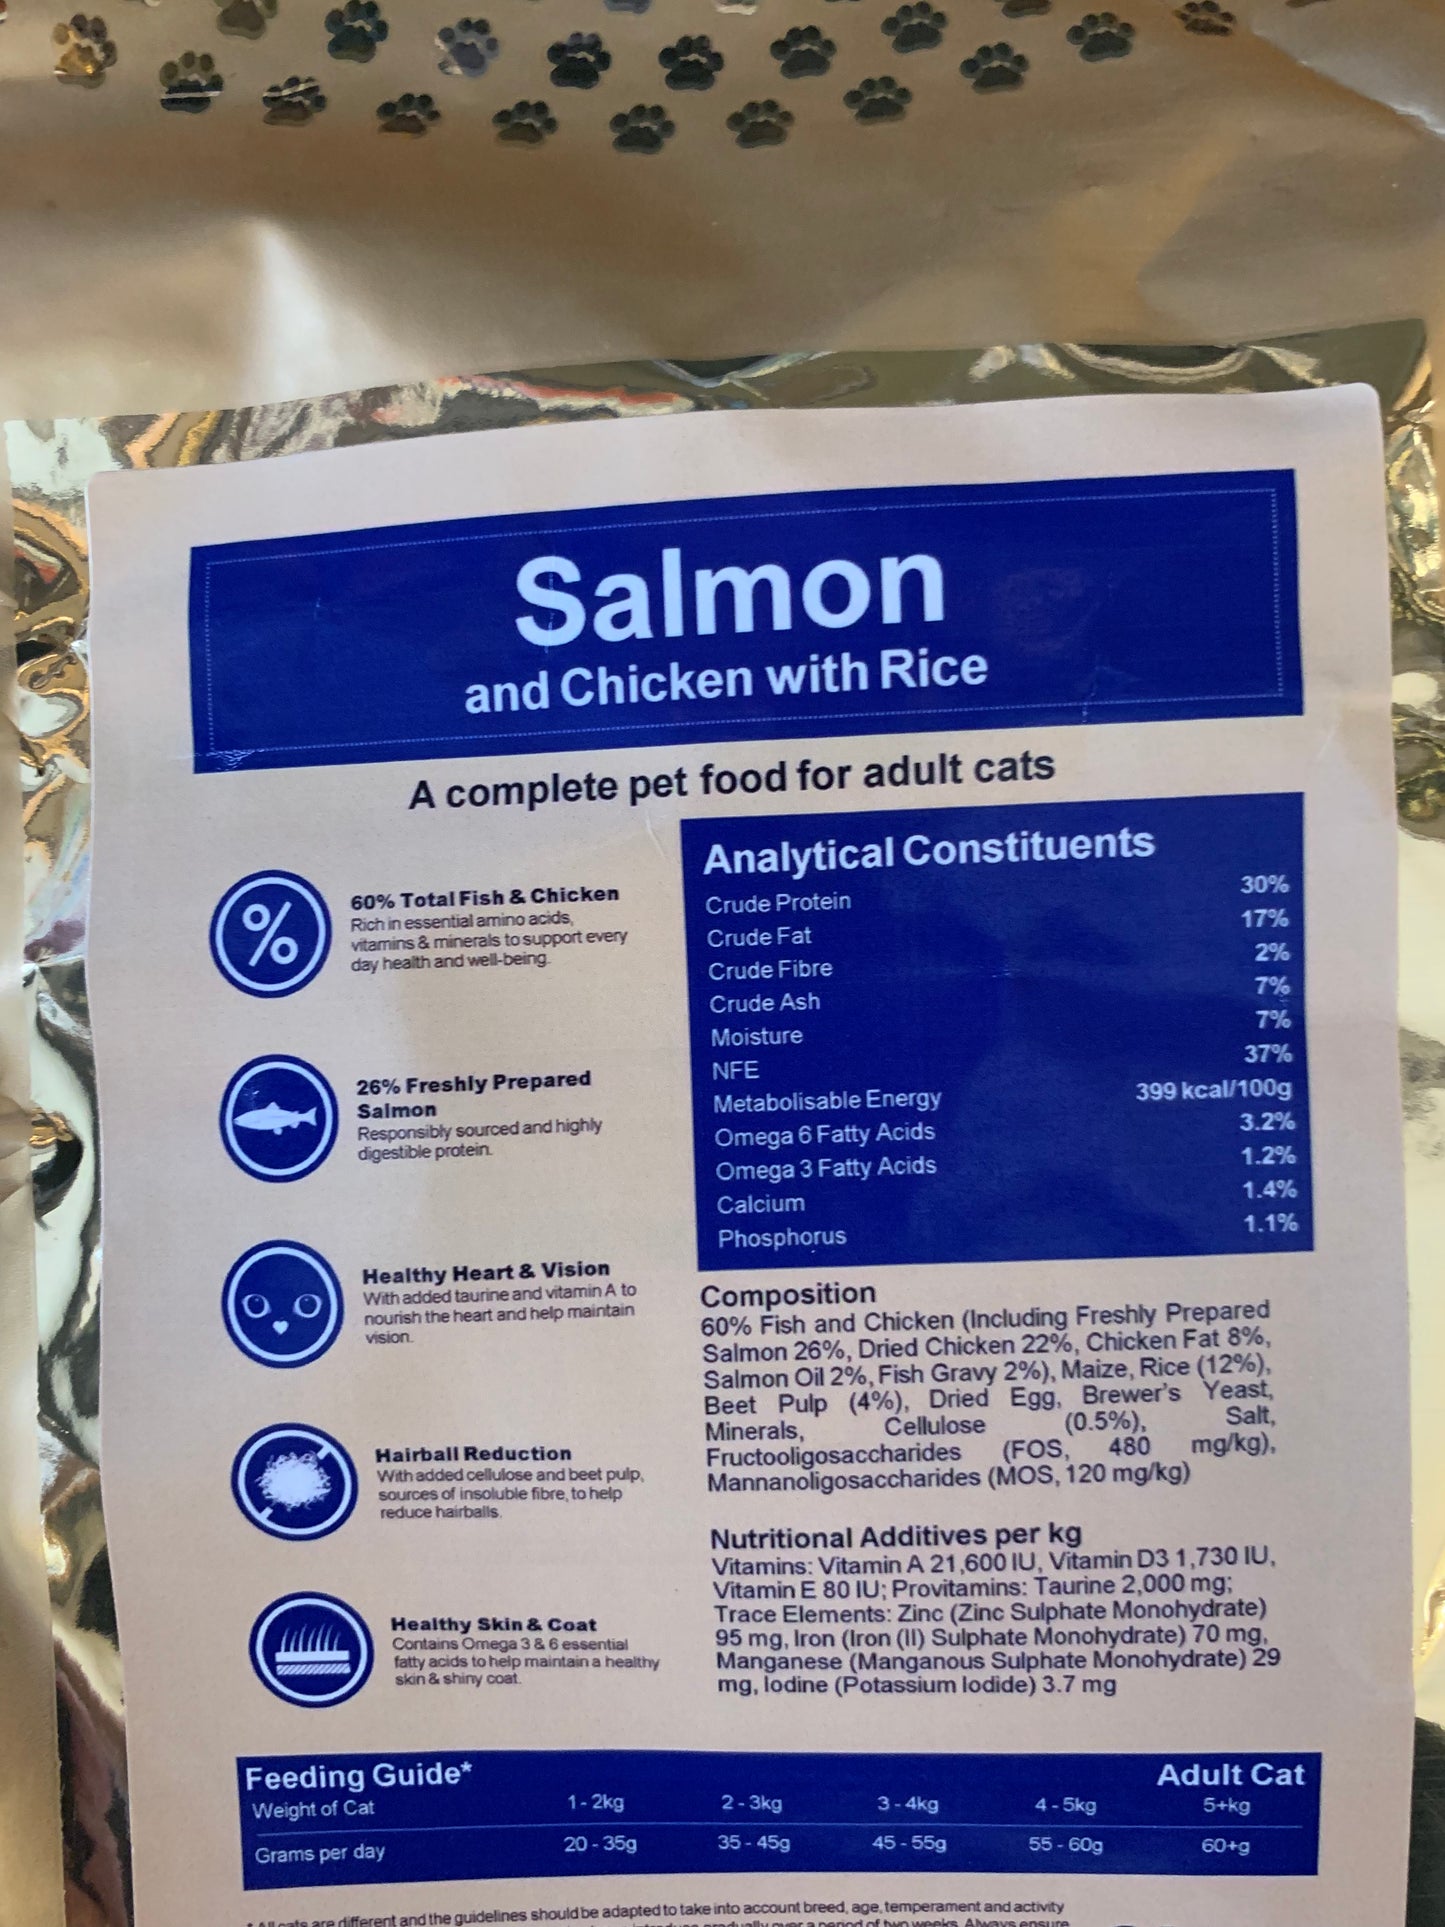 Salmon
and Chicken with Rice
A complete pet food for adult cats
60% Total Fish & Chicken
Rich in essential amino acids,
vitamins & minerals to support every
day health and well-being.
26% Freshly Prepared
Salmon
Responsibly sourced and highly
digestible protein.
Healthy Heart & Vision
With added taurine and vitamin A to
nourish the heart and help maintain
vision.
Hairball Reduction
With added cellulose and beet pulp,
sources of insoluble fibre, to help
reduce hairballs.
Healthy Skin & Coat
Contains Omega 3 & 6 essential
fatty acids to help maintain a healthy
skin & shiny coat.
Analytical Constituents
Crude Protein 30%
Crude Fat 17%
Crude Fibre 2%
Crude Ash 7%
Moisture 7%
NFE 37%
Metabolisable Energy 399 kcal/100g
Omega 6 Fatty Acids 3.2%
Omega 3 Fatty Acids 1.2%
Calcium 1.4%
Phosphorus 1.1%
Composition
60% Fish and Chicken (Including Freshly Prepared
Salmon 26%, Dried Chicken 22%, Chicken Fat 8%,
Salmon Oil 2%, Fish Gravy 2%), Maize, Rice (12%),
Beet Pulp (4%), Dried Egg, Brewer's Yeast,
Minerals, Cellulose (0.5%), Salt,
Fructooligosaccharides (FOS, 480 mg/kg),
Mannanoligosaccharides (MOS, 120 mg/kg)
Nutritional Additives per kg
Vitamins: Vitamin A 21,600 IU, Vitamin D3 1,730 IU,
Vitamin E 80 IU; Provitamins: Taurine 2,000 mg;
Trace Elements: Zinc (Zinc Sulphate Monohydrate)
95 mg, Iron (Iron (II) Sulphate Monohydrate) 70 mg,
Manganese (Manganous Sulphate Monohydrate) 29
mg, Iodine (Potassium Iodide) 3.7 mg
Feeding Guide* Adult Cat
Weight of Cat 1 - 2kg 2 - 3kg 3 - 4kg 4 - 5kg 5+kg
Grams per day 20 - 35g 35 - 45g 45 - 55g 55 - 60g 60+g
* All cats are different and the guidelines should be adapted to take into account breed, age, temperament and activity
gradually over a period of two weeks. Always ensure